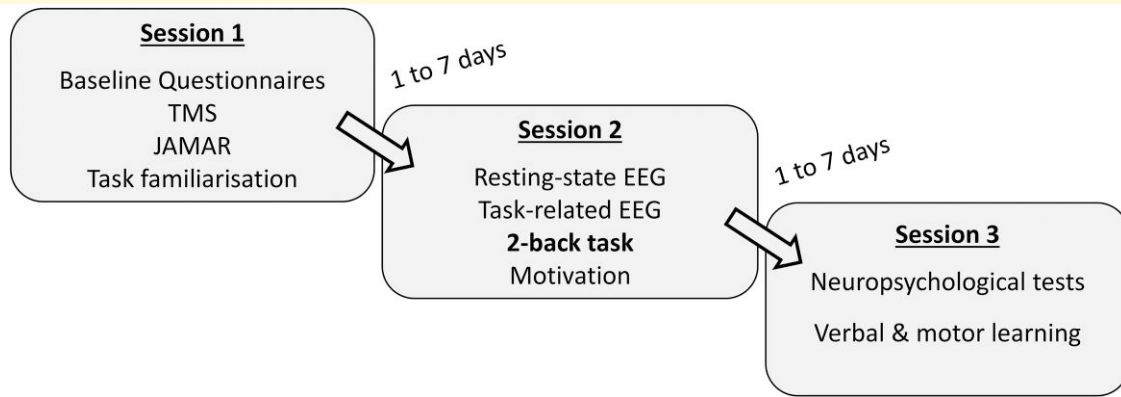 Session 1
Baseline Questionnaires
TMS
JAMAR
Task familiarisation
1 to 7 days
Session 2
Resting-state EEG
Task-related EEG
2-back task
Motivation
1 to 7 days
Session 3
Neuropsychological tests
Verbal & motor learning